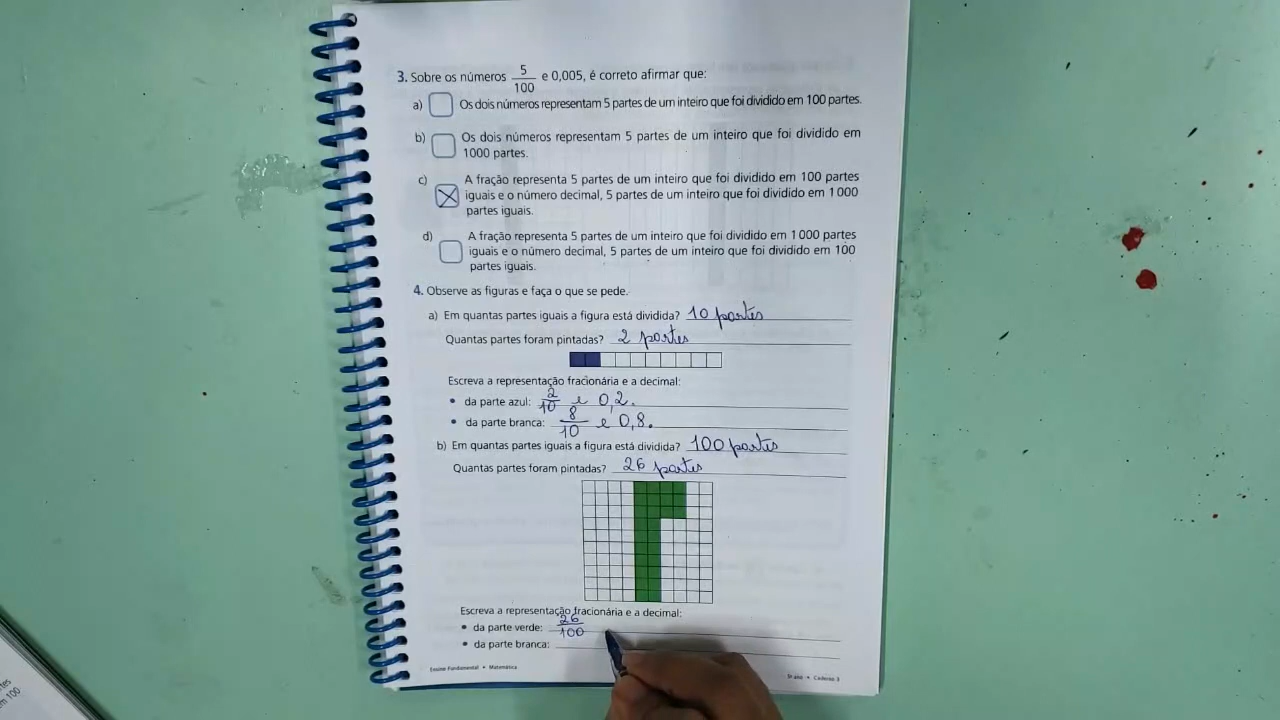 3. Sobre os números 5/100 e 0,005, é correto afirmar que:
a) Os dois números representam 5 partes de um inteiro que foi dividido em 100 partes.
b) Os dois números representam 5 partes de um inteiro que foi dividido em
1000 partes.
c) A fração representa 5 partes de um inteiro que foi dividido em 100 partes
iguais e o número decimal, 5 partes de um inteiro que foi dividido em 1 000
partes iguais.
d) A fração representa 5 partes de um inteiro que foi dividido em 1 000 partes
iguais e o número decimal, 5 partes de um inteiro que foi dividido em 100
partes iguais.
4. Observe as figuras e faça o que se pede.
a) Em quantas partes iguais a figura está dividida? 10 partes
Quantas partes foram pintadas? 2 partes
Escreva a representação fracionária e a decimal:
• da parte azul: 2/10 e 0,2.
• da parte branca: 8/10 e 0,8.
b) Em quantas partes iguais a figura está dividida? 100 partes
Quantas partes foram pintadas? 26 partes
Escreva a representação fracionária e a decimal:
• da parte verde: 26/100
• da parte branca:
Ensino Fundamental • Matemática
5º ano • Caderno 3